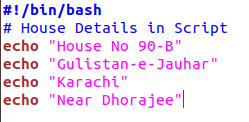 #!/bin/bash
# House Details in Script
echo "House No 90-B"
echo "Gulistan-e-Jauhar"
echo "Karachi"
echo "Near Dhorajee"